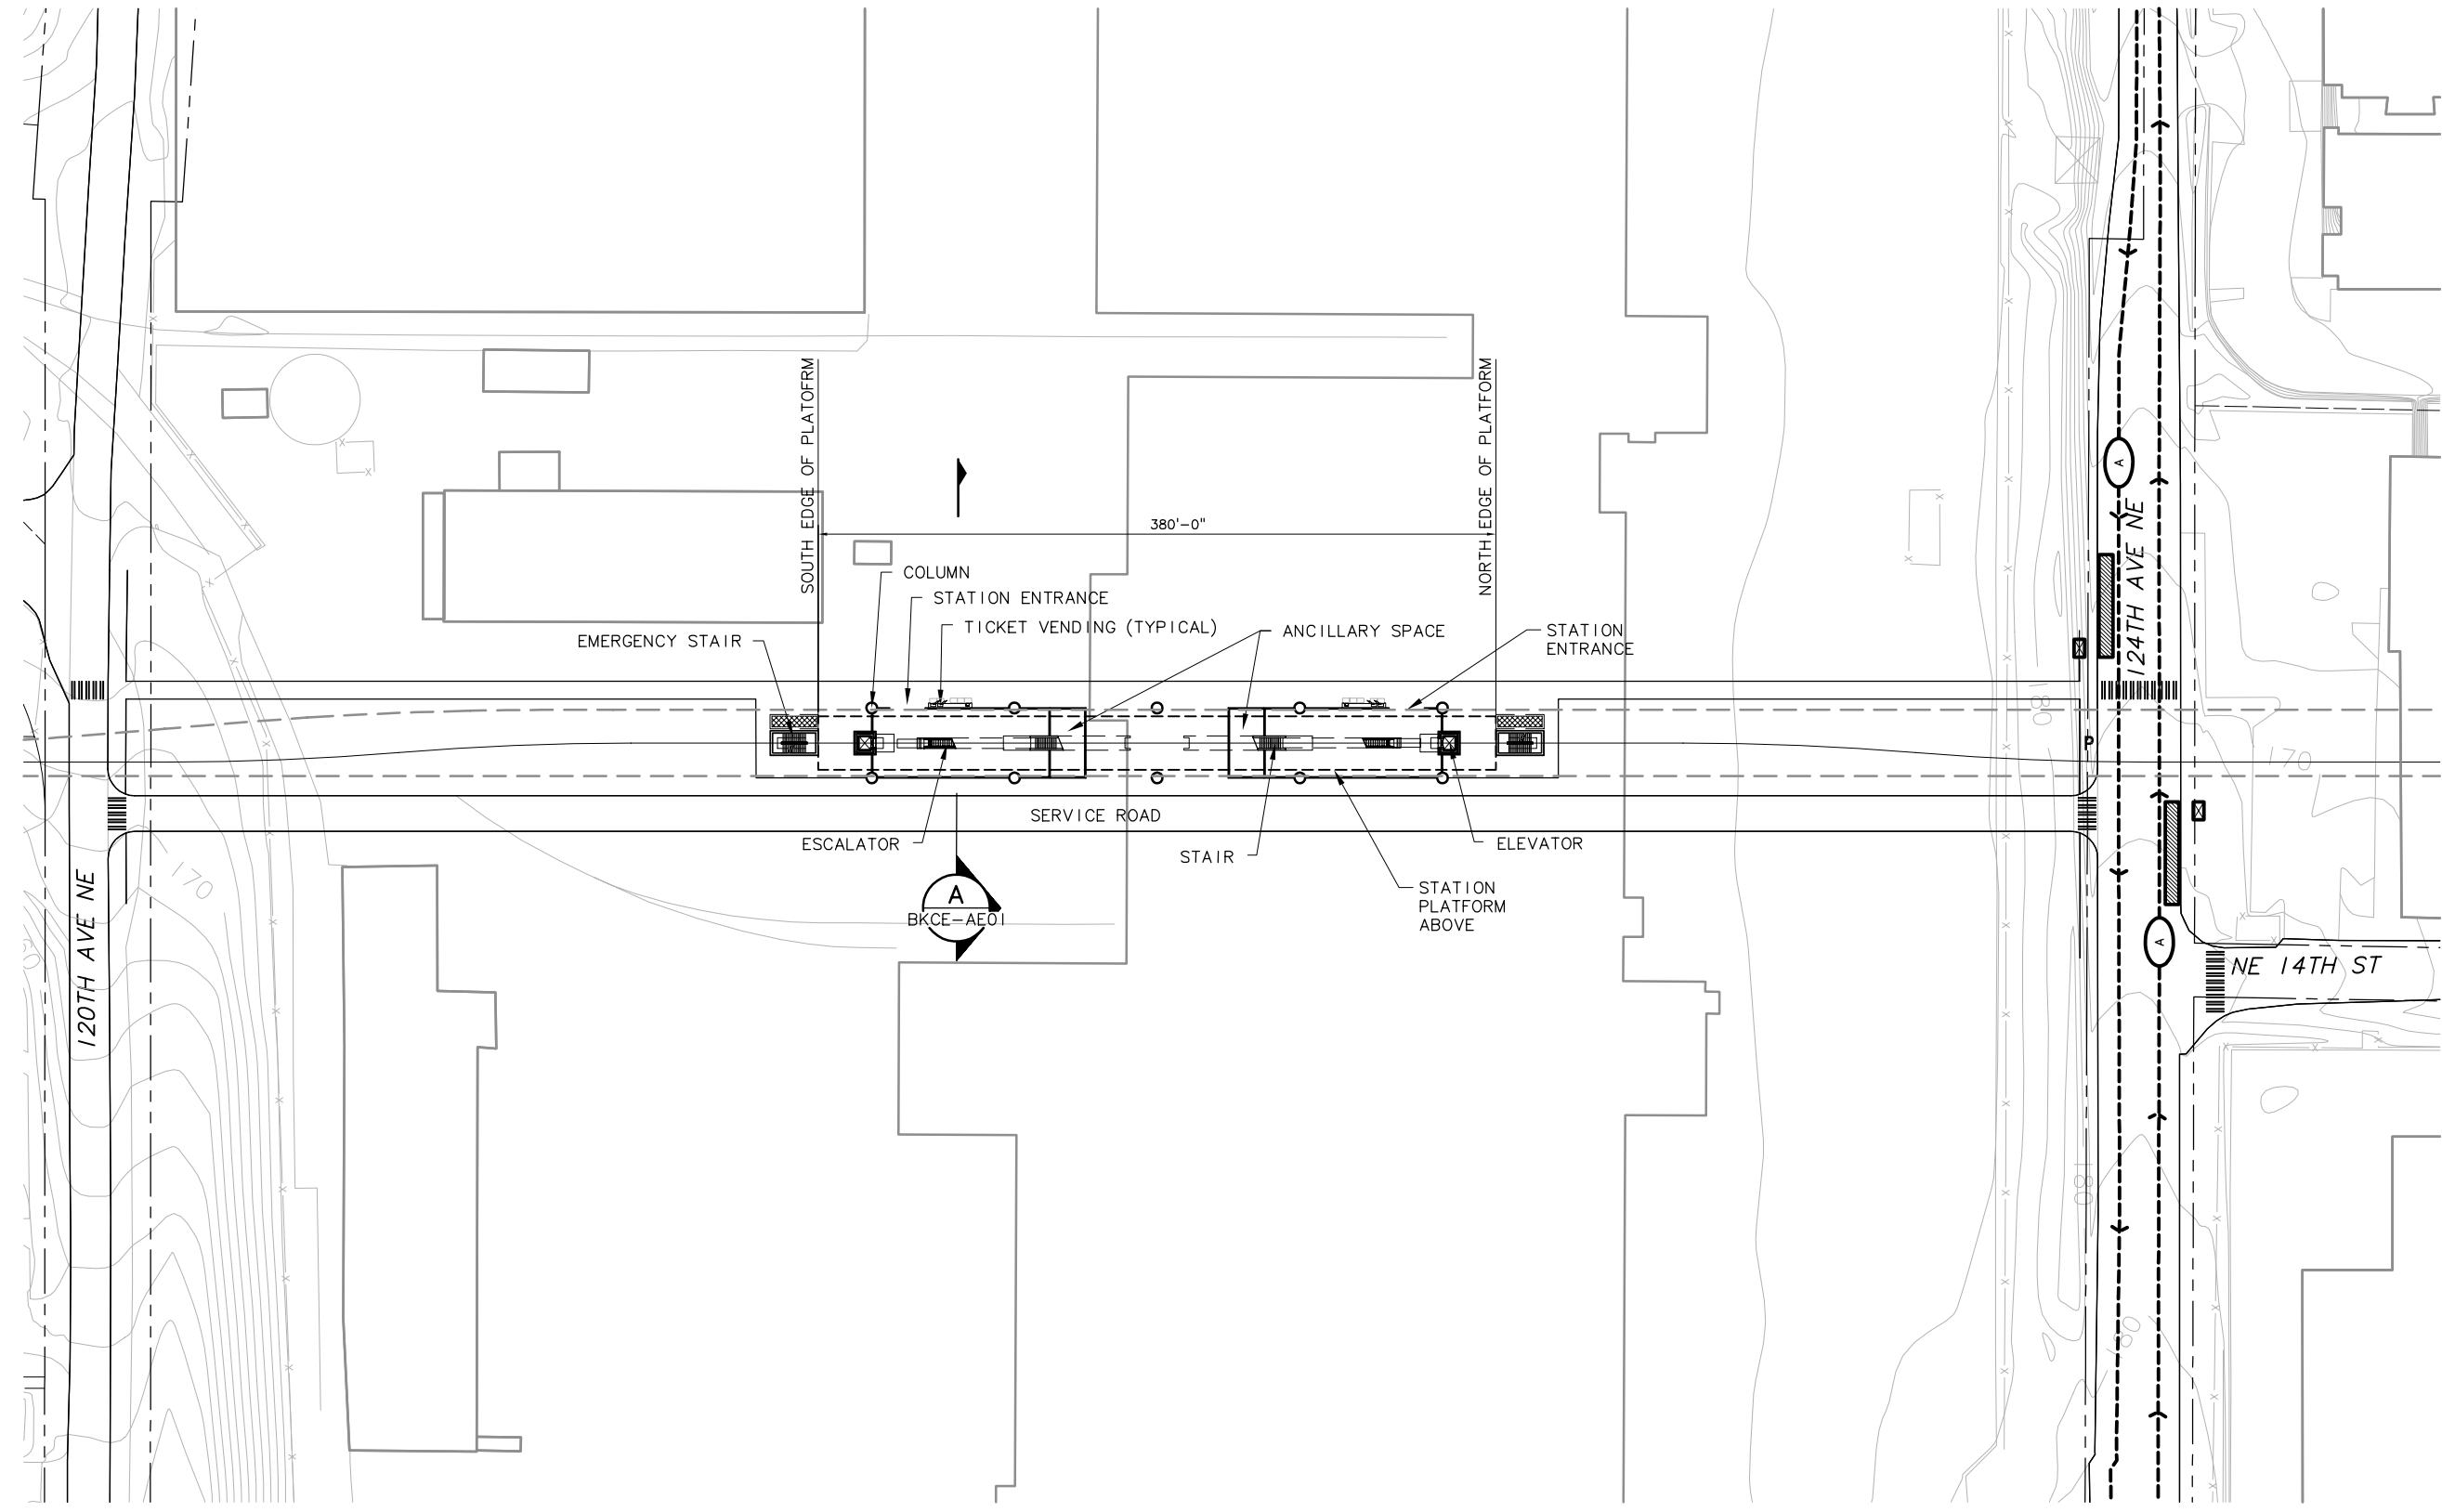 SOUTH EDGE OF PLATOFRM
NORTH EDGE OF PLATFORM
380'-0"
COLUMN
STATION ENTRANCE
TICKET VENDING (TYPICAL)
EMERGENCY STAIR
ANCILLARY SPACE
STATION
ENTRANCE
SERVICE ROAD
ESCALATOR
STAIR
ELEVATOR
STATION
PLATFORM
ABOVE
A
BKCE-AE01
120TH AVE NE
124TH AVE NE
NE 14TH ST
A
A
P
170
180
170
180
180